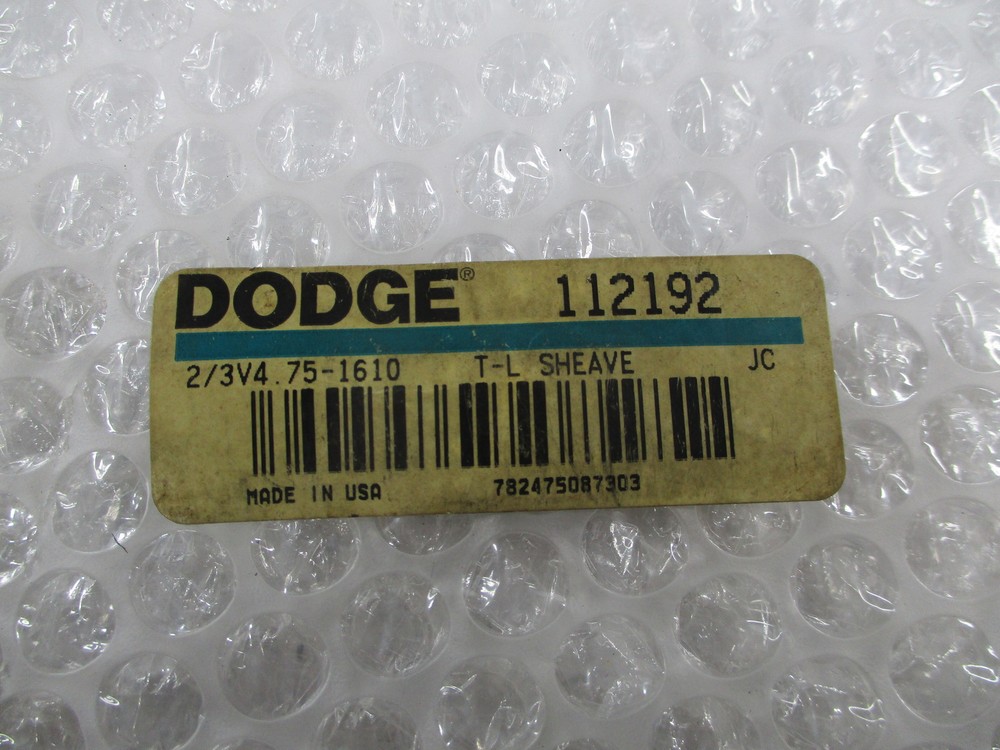 DODGE® 112192
2/3V4.75-1610 T-L SHEAVE JC
MADE IN USA 782475087303